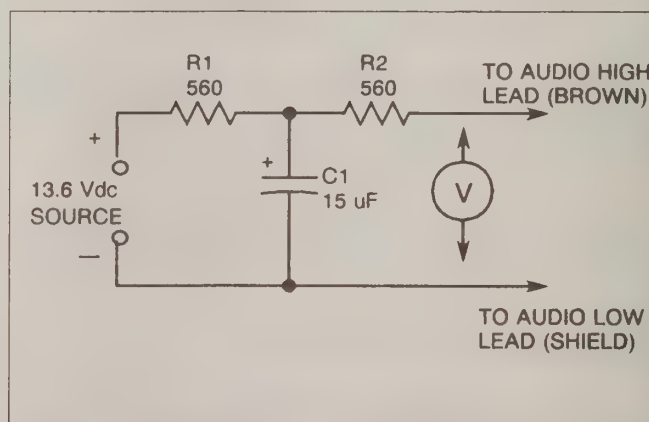 R1
560
R2
560
TO AUDIO HIGH
LEAD (BROWN)
+
13.6 Vdc
SOURCE
—
+
C1
15 uF
V
TO AUDIO LOW
LEAD (SHIELD)